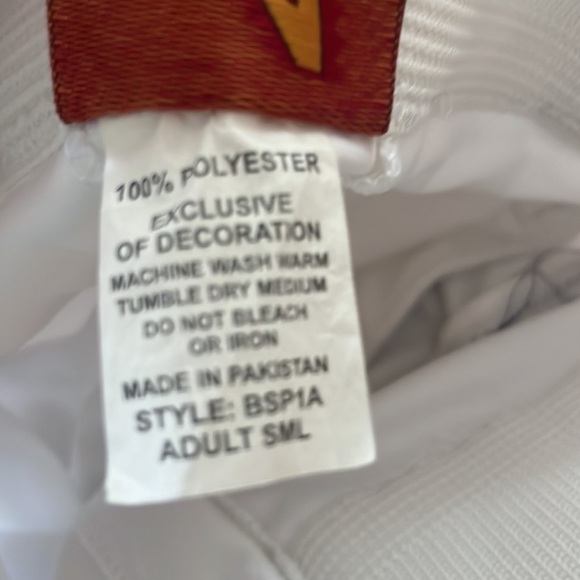 100% POLYESTER
EXCLUSIVE
OF DECORATION
MACHINE WASH WARM
TUMBLE DRY MEDIUM
DO NOT BLEACH
OR IRON
MADE IN PAKISTAN
STYLE: BSP1A
ADULT SML